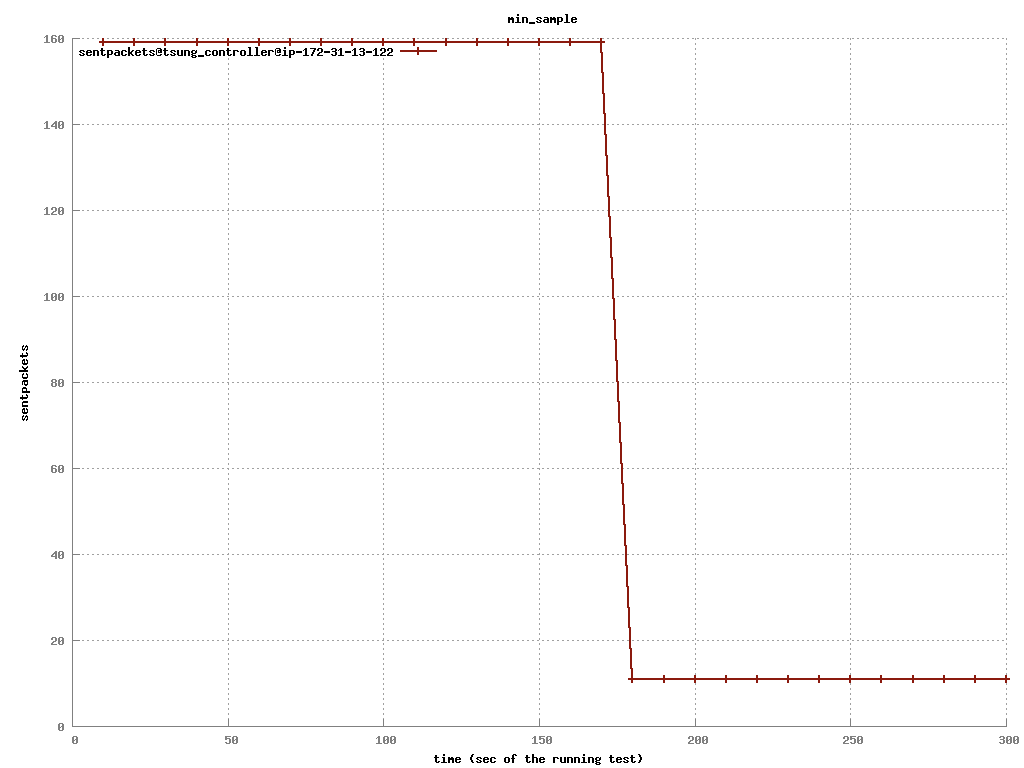 min_sample
160
sentpackets@tsung_controller@ip-172-31-13-122
140
120
100
80
60
40
20
0
sentpackets
0 50 100 150 200 250 300
time (sec of the running test)